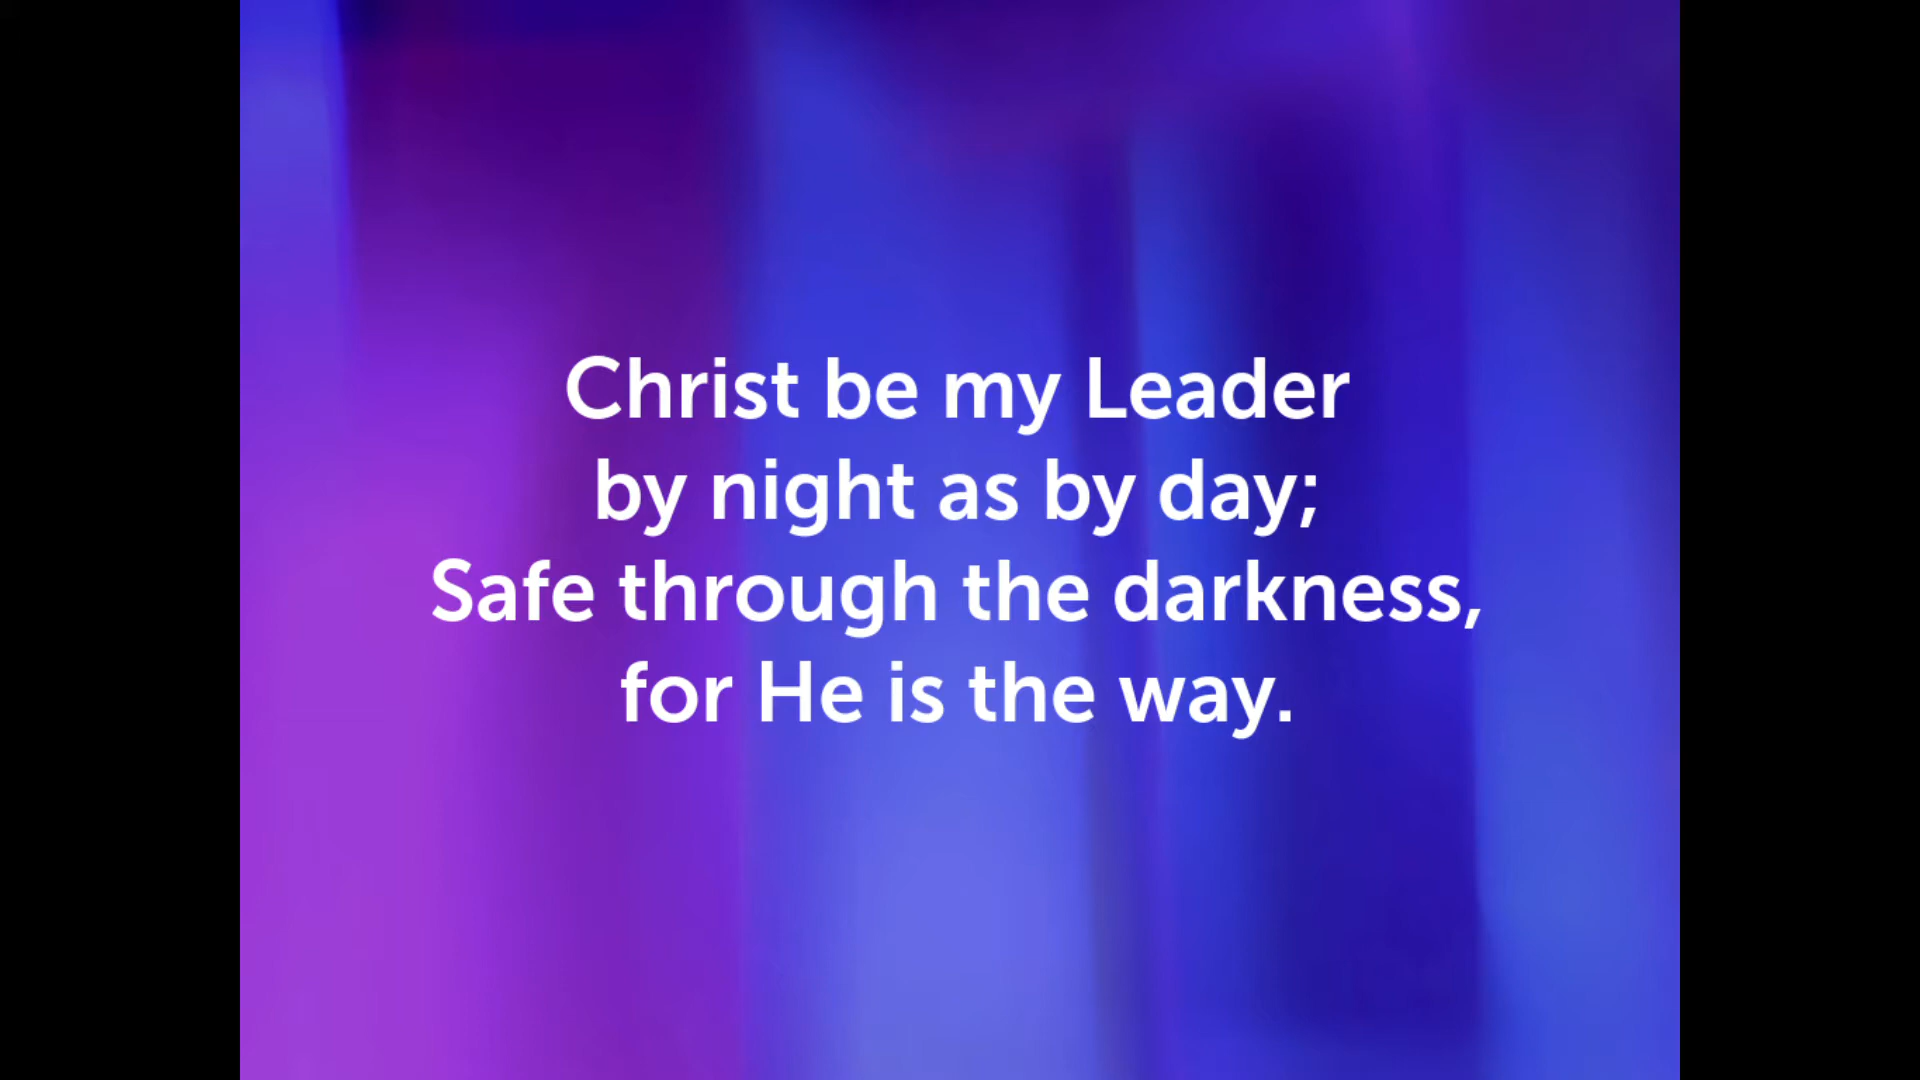 Christ be my Leader
by night as by day;
Safe through the darkness,
for He is the way.